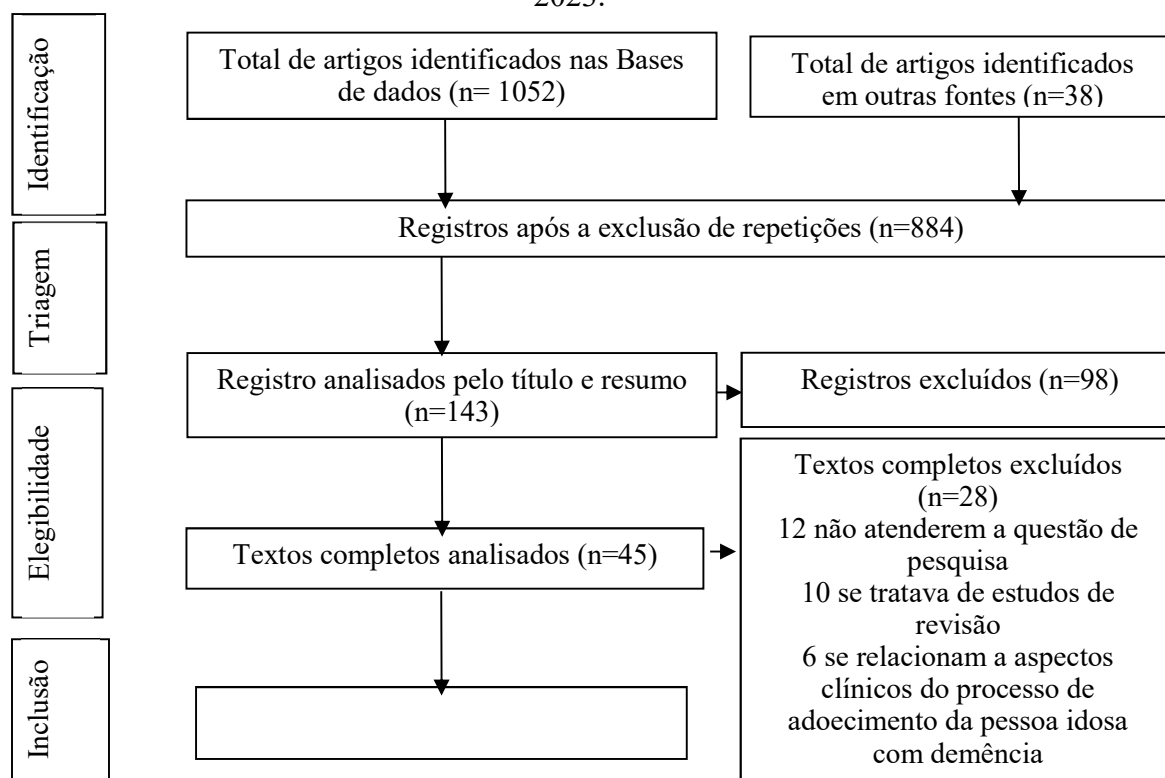 2023.
Identificação
Total de artigos identificados nas Bases
de dados (n= 1052)
Total de artigos identificados
em outras fontes (n=38)
Registros após a exclusão de repetições (n=884)
Triagem
Registro analisados pelo título e resumo
(n=143)
Registros excluídos (n=98)
Elegibilidade
Textos completos analisados (n=45)
Textos completos excluídos
(n=28)
12 não atenderem a questão de
pesquisa
10 se tratava de estudos de
revisão
6 se relacionam a aspectos
clínicos do processo de
adoecimento da pessoa idosa
com demência
Inclusão